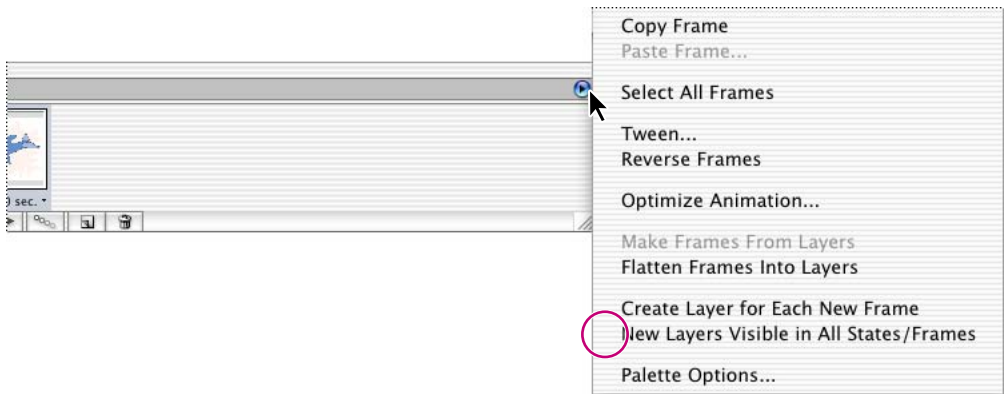 Copy Frame
Paste Frame...
Select All Frames
Tween...
Reverse Frames
Optimize Animation...
Make Frames From Layers
Flatten Frames Into Layers
Create Layer for Each New Frame
New Layers Visible in All States/Frames
Palette Options...
sec.